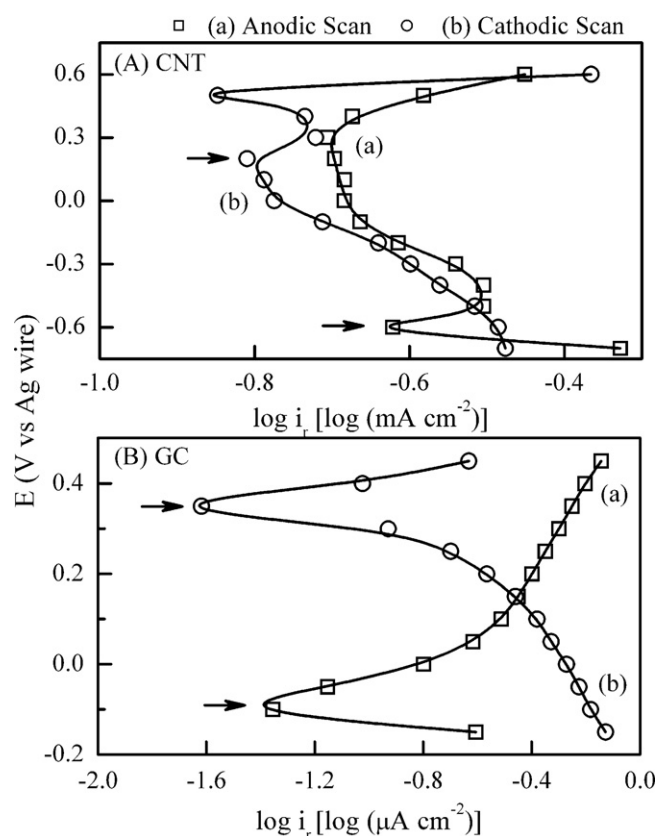 □ (a) Anodic Scan ○ (b) Cathodic Scan
(A) CNT
0.6
0.3
0.0
-0.3
-0.6
(a)
(b)
-1.0 -0.8 -0.6 -0.4
log i_r [log (mA cm⁻²)]
E (V vs Ag wire)
(B) GC
0.4
0.2
0.0
-0.2
(a)
(b)
-2.0 -1.6 -1.2 -0.8 -0.4 0.0
log i_r [log (μA cm⁻²)]